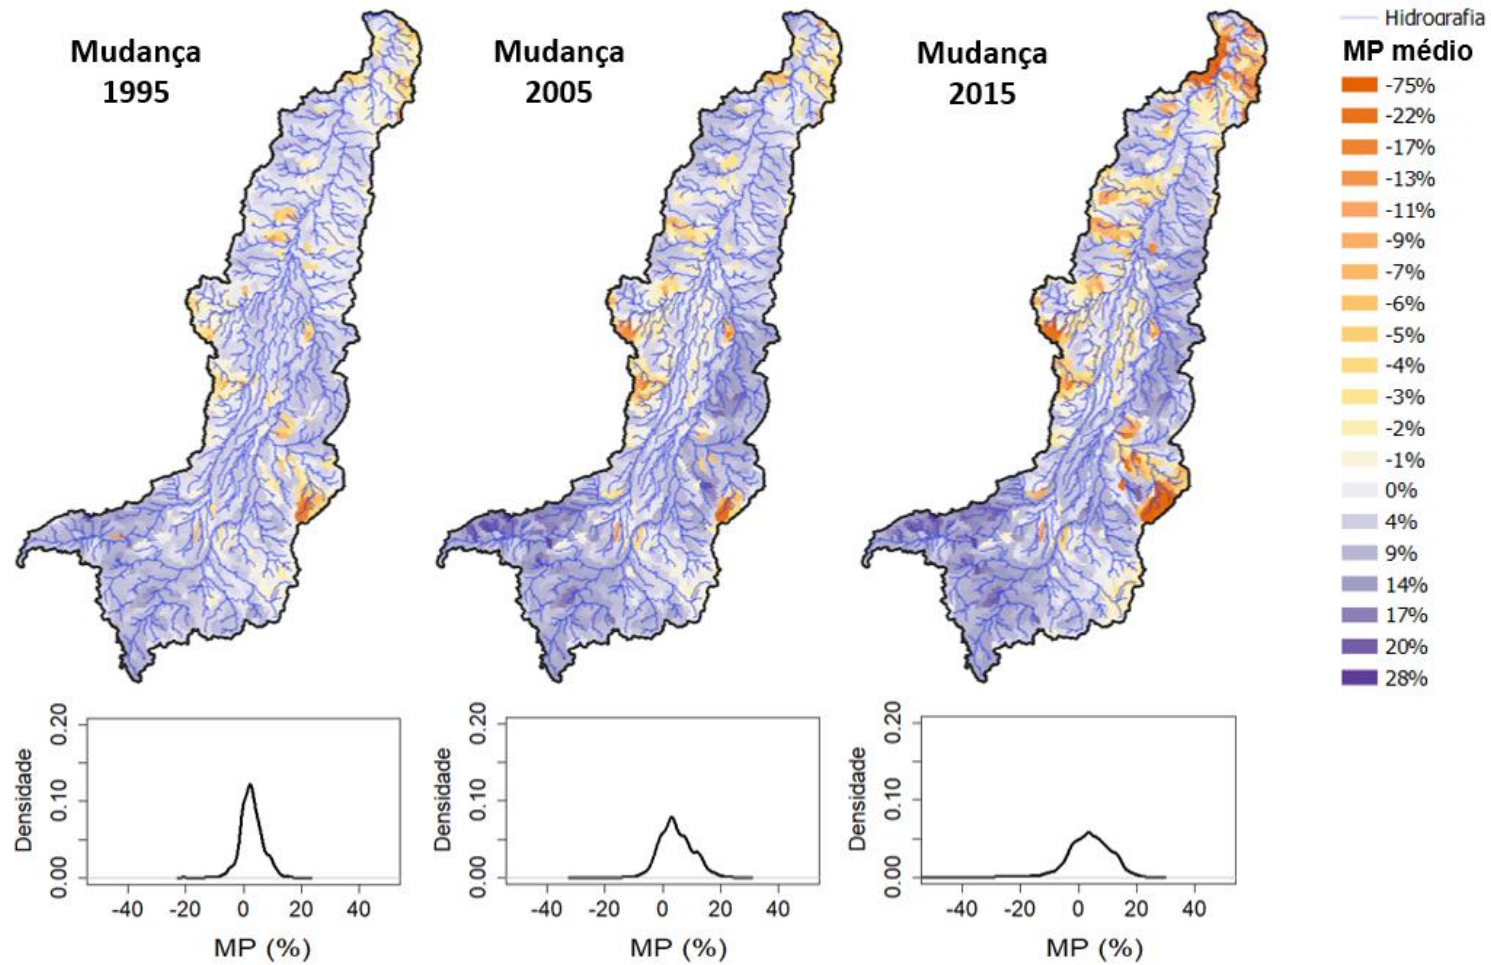 Mudança
1995
Mudança
2005
Mudança
2015
Hidrografia
MP médio
-75%
-22%
-17%
-13%
-11%
-9%
-7%
-6%
-5%
-4%
-3%
-2%
-1%
0%
4%
9%
14%
17%
20%
28%
Densidade
0.00 0.10 0.20
-40 -20 0 20 40
MP (%)
Densidade
0.00 0.10 0.20
-40 -20 0 20 40
MP (%)
Densidade
0.00 0.10 0.20
-40 -20 0 20 40
MP (%)